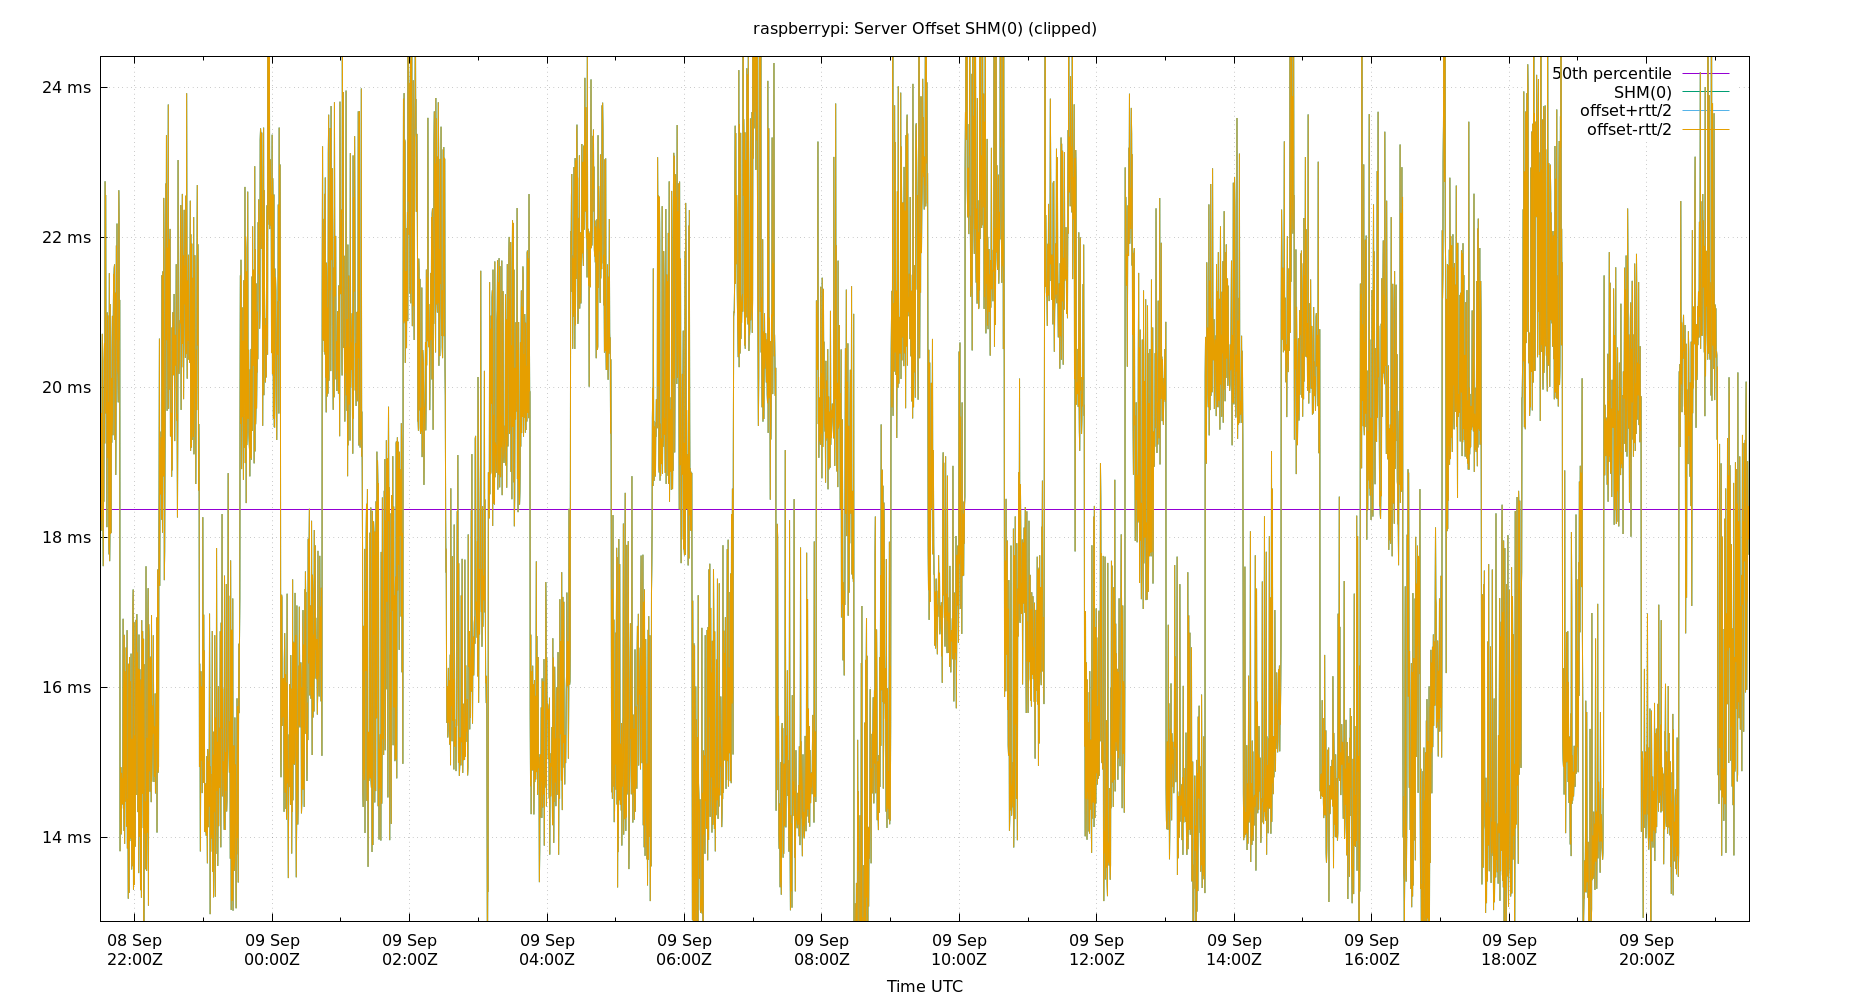 raspberrypi: Server Offset SHM(0) (clipped)
50th percentile
SHM(0)
offset+rtt/2
offset-rtt/2
24 ms
22 ms
20 ms
18 ms
16 ms
14 ms
08 Sep 09 Sep 09 Sep 09 Sep 09 Sep 09 Sep 09 Sep 09 Sep 09 Sep 09 Sep 09 Sep 09 Sep
22:00Z 00:00Z 02:00Z 04:00Z 06:00Z 08:00Z 10:00Z 12:00Z 14:00Z 16:00Z 18:00Z 20:00Z
Time UTC